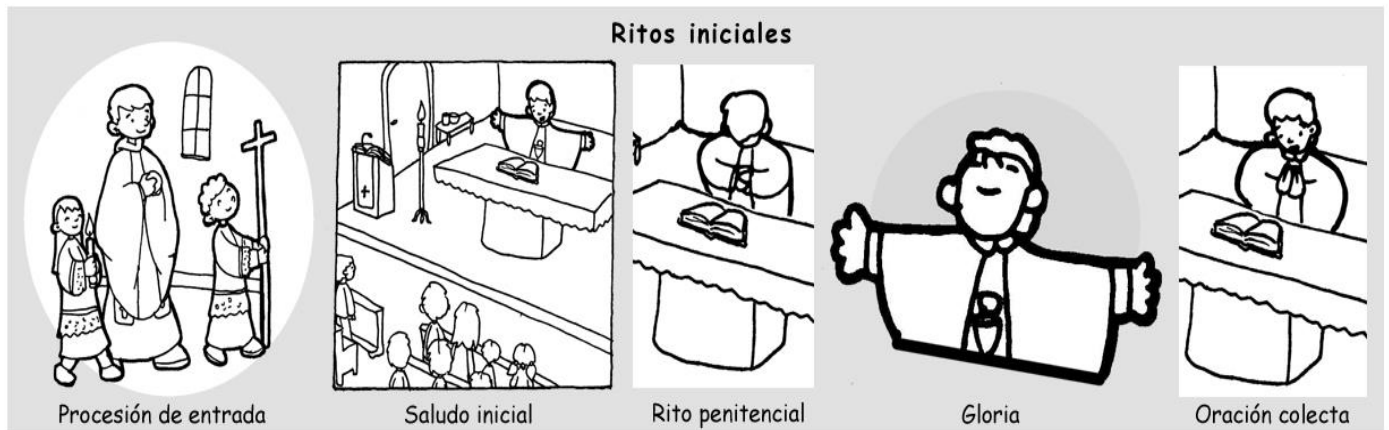 Ritos iniciales
Procesión de entrada
Saludo inicial
Rito penitencial
Gloria
Oración colecta